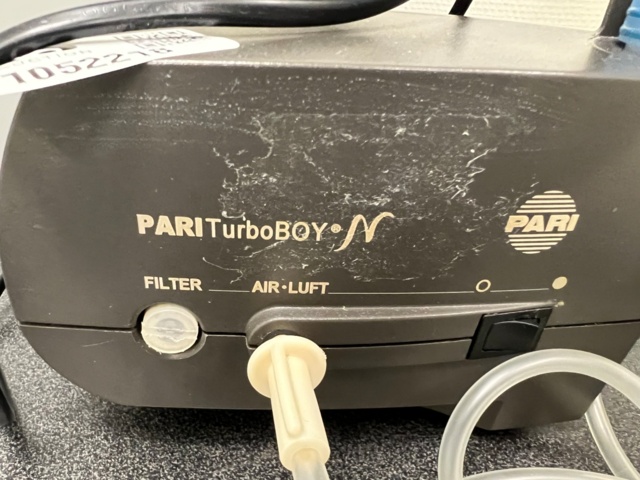 10522
PARI TurboBOY® N
PARI
FILTER
AIR•LUFT